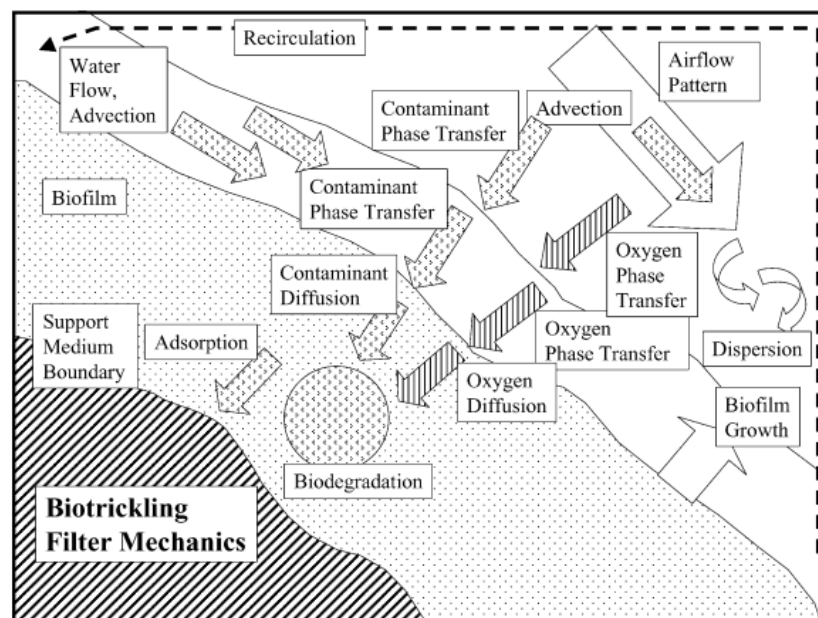 Recirculation
Water
Flow,
Advection
Airflow
Pattern
Contaminant
Phase Transfer
Advection
Contaminant
Phase Transfer
Biofilm
Oxygen
Phase
Transfer
Contaminant
Diffusion
Support
Medium
Boundary
Adsorption
Oxygen
Phase Transfer
Dispersion
Oxygen
Diffusion
Biofilm
Growth
Biodegradation
Biotrickling
Filter Mechanics